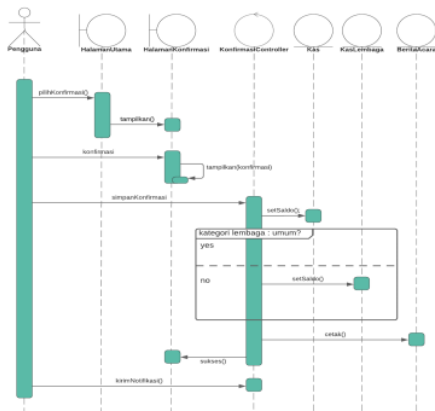 Pengguna
HalamanUtama
HalamanKonfirmasi
KonfirmasiController
Kas
KasLembaga
BeritaAcara
pilihKonfirmasi()
tampilkan()
konfirmasi
tampilkan(konfirmasi)
simpanKonfirmasi
setSaldo()
kategori lembaga : umum?
yes
no
setSaldo()
cetak()
sukses()
kirimNotifikasi()